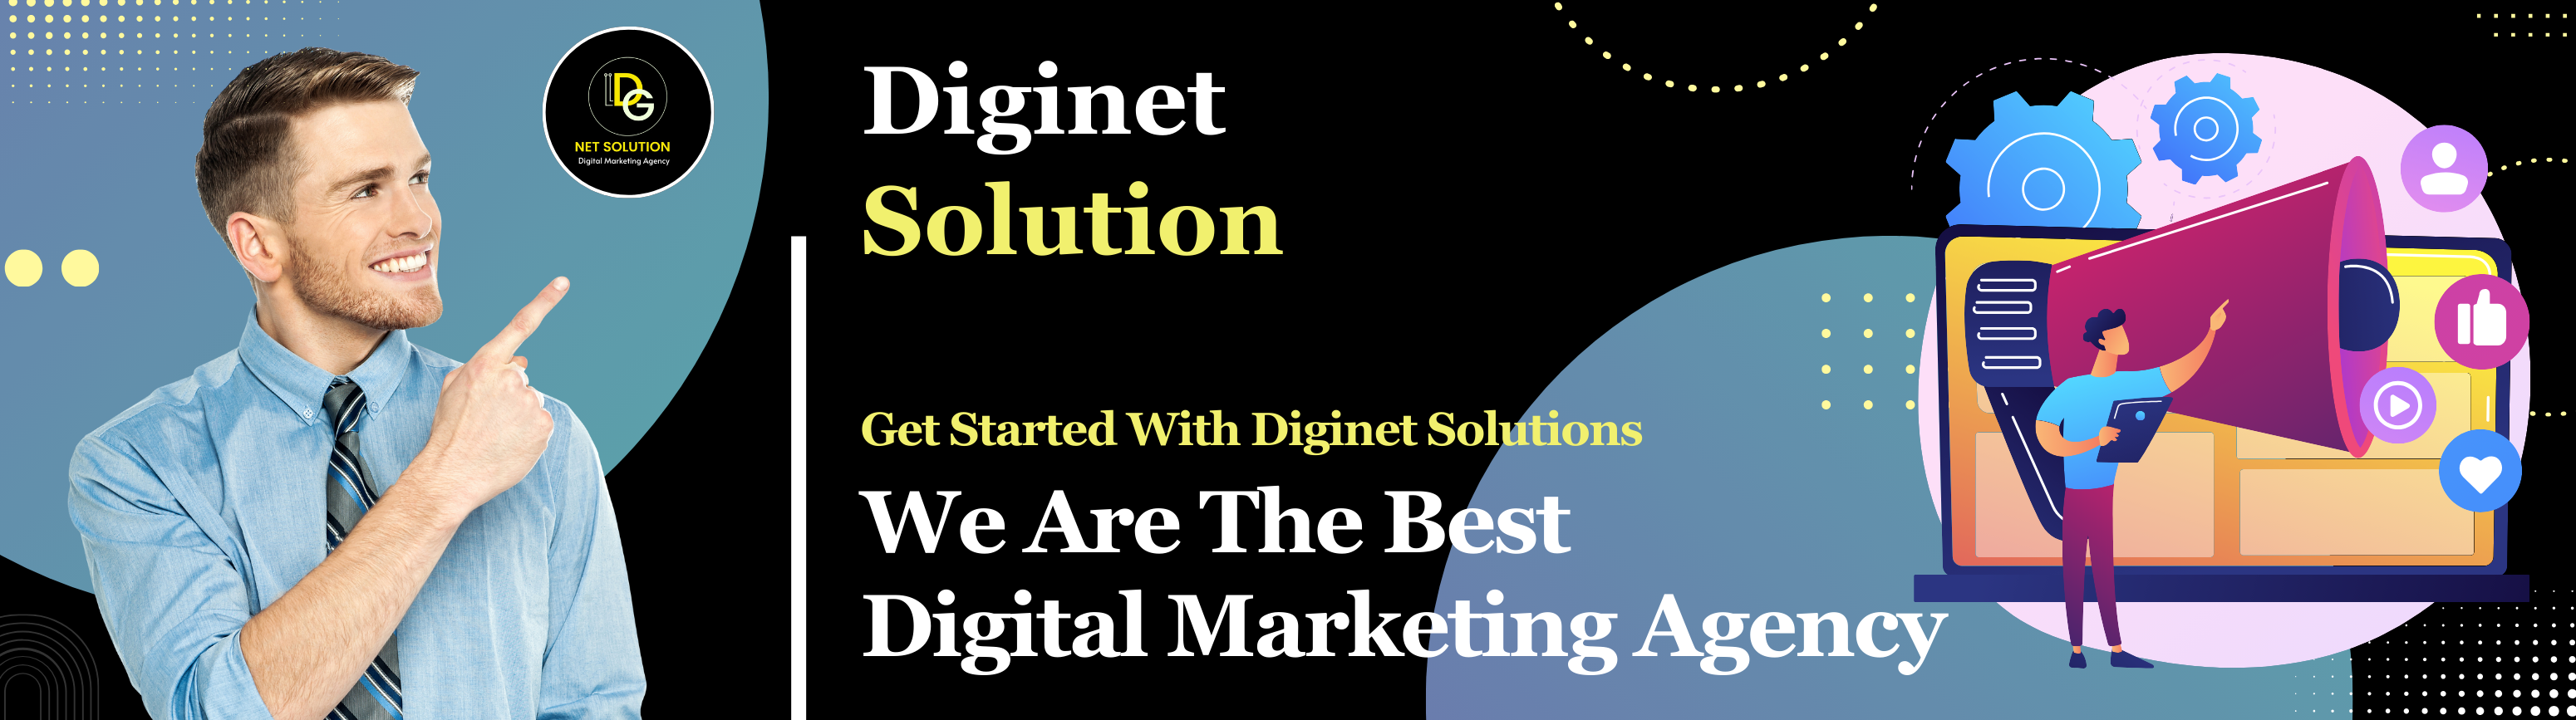 DG
NET SOLUTION
Digital Marketing Agency
Diginet
Solution
Get Started With Diginet Solutions
We Are The Best
Digital Marketing Agency